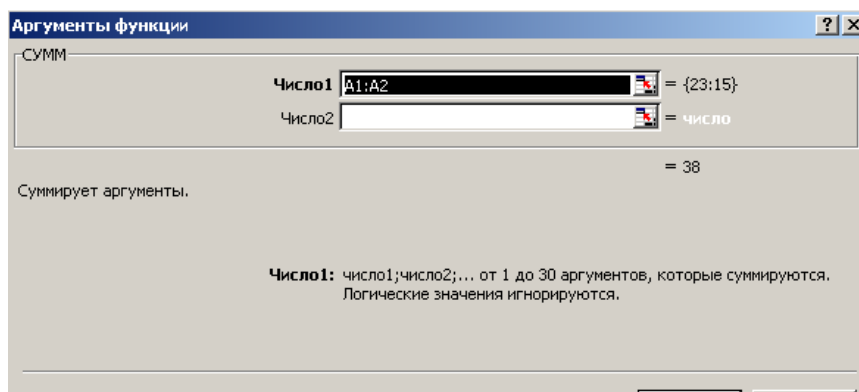 Аргументы функции
СУММ
Число1 A1:A2 = {23:15}
Число2 = число
= 38
Суммирует аргументы.
Число1: число1;число2;... от 1 до 30 аргументов, которые суммируются.
Логические значения игнорируются.